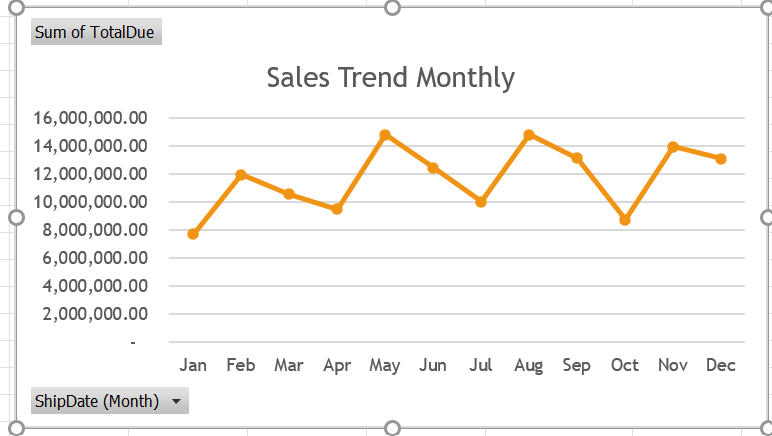 Sum of TotalDue
Sales Trend Monthly
16,000,000.00
14,000,000.00
12,000,000.00
10,000,000.00
8,000,000.00
6,000,000.00
4,000,000.00
2,000,000.00
-
Jan Feb Mar Apr May Jun Jul Aug Sep Oct Nov Dec
ShipDate (Month)